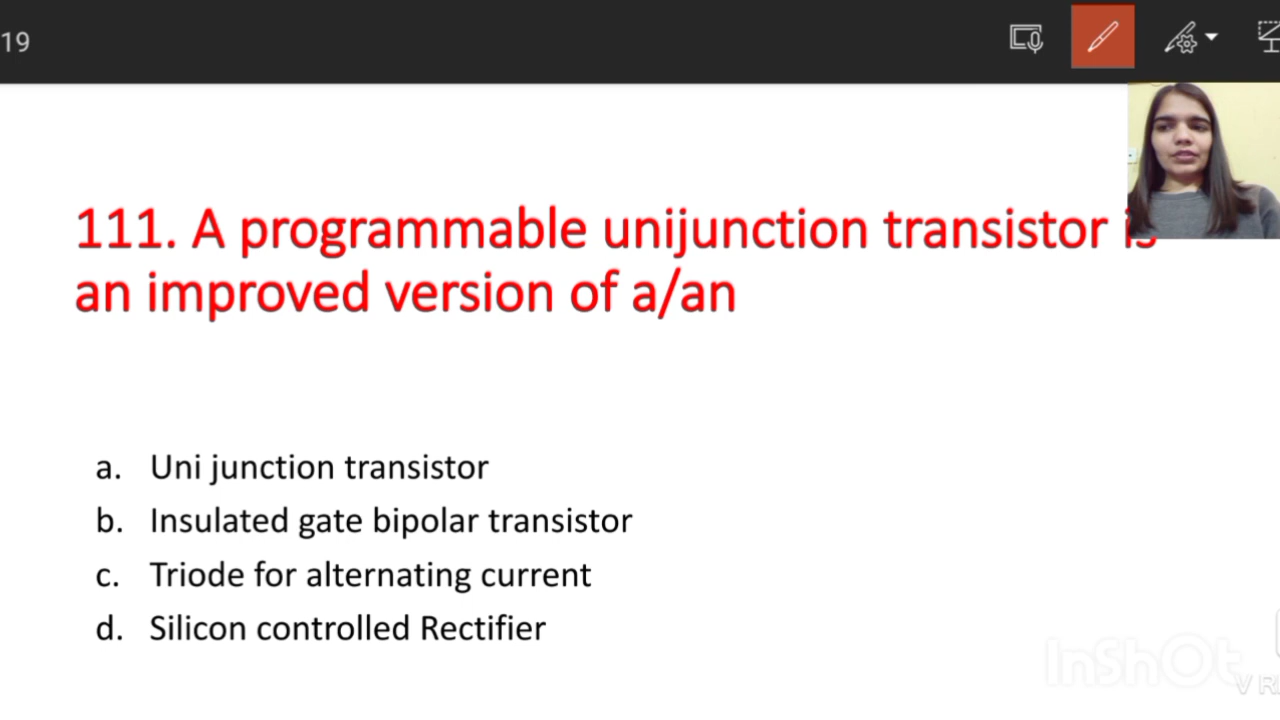 19
111. A programmable unijunction transistor is
an improved version of a/an
a. Uni junction transistor
b. Insulated gate bipolar transistor
c. Triode for alternating current
d. Silicon controlled Rectifier
InShOt